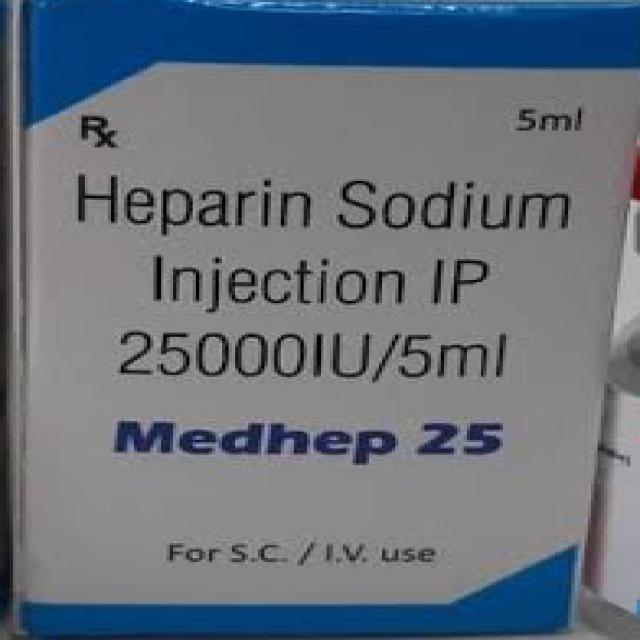 Rx
5ml
Heparin Sodium
Injection IP
25000IU/5ml
Medhep 25
For S.C. / I.V. use